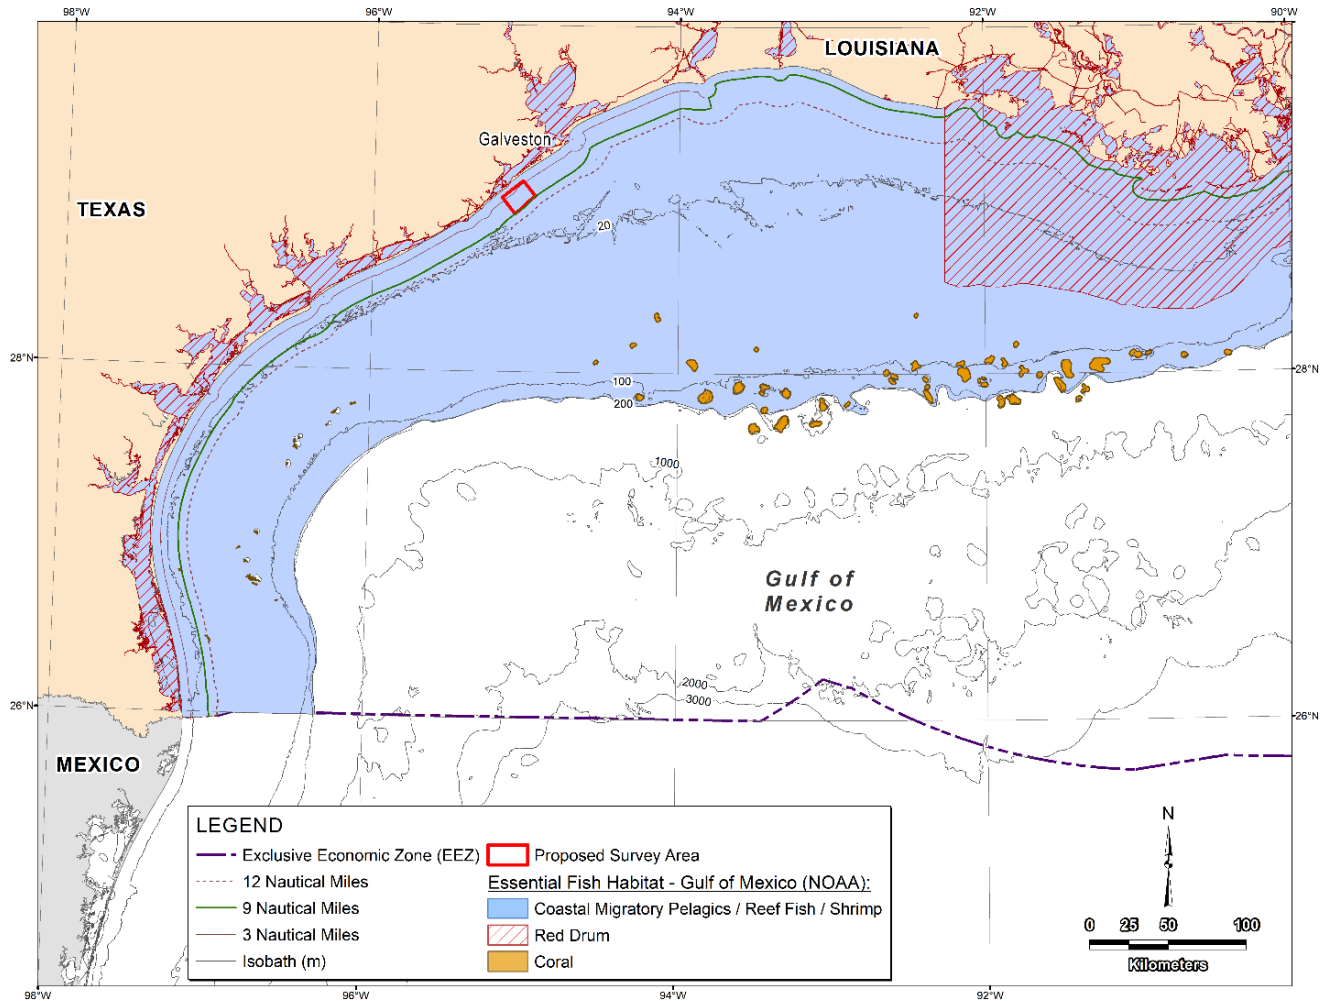 98°W 96°W 94°W 92°W 90°W
LOUISIANA
Galveston
TEXAS
20
28°N 28°N
100
200
1000
Gulf of
Mexico
2000
3000
26°N 26°N
MEXICO
LEGEND
Exclusive Economic Zone (EEZ)
12 Nautical Miles
9 Nautical Miles
3 Nautical Miles
Isobath (m)
Proposed Survey Area
Essential Fish Habitat - Gulf of Mexico (NOAA):
Coastal Migratory Pelagics / Reef Fish / Shrimp
Red Drum
Coral
N
0 25 50 100
Kilometers
98°W 96°W 94°W 92°W